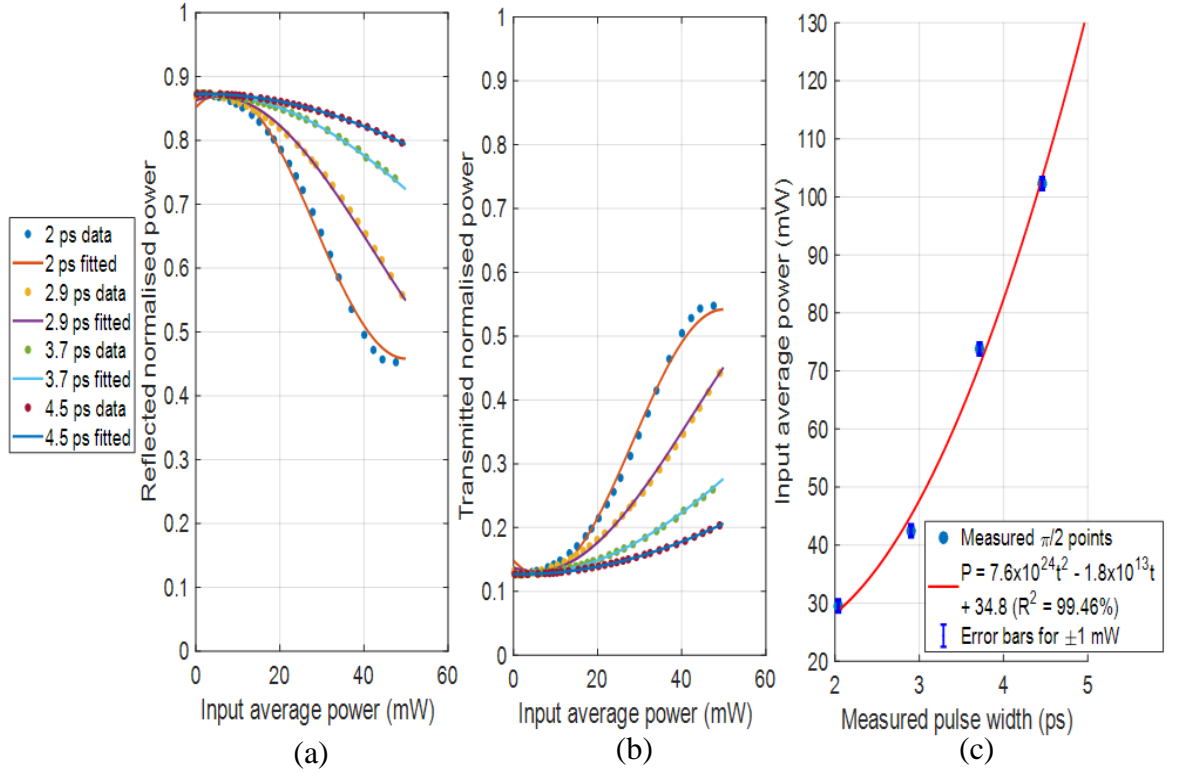 1
0.9
0.8
0.7
0.6
0.5
0.4
0.3
0.2
0.1
0
0 20 40 60
Reflected normalised power
Input average power (mW)
(a)
2 ps data
2 ps fitted
2.9 ps data
2.9 ps fitted
3.7 ps data
3.7 ps fitted
4.5 ps data
4.5 ps fitted
1
0.9
0.8
0.7
0.6
0.5
0.4
0.3
0.2
0.1
0
0 20 40 60
Transmitted normalised power
Input average power (mW)
(b)
130
120
110
100
90
80
70
60
50
40
30
20
2 3 4 5
Input average power (mW)
Measured pulse width (ps)
Measured π/2 points
P = 7.6x10²⁴t² - 1.8x10¹³t
+ 34.8 (R² = 99.46%)
Error bars for ±1 mW
(c)